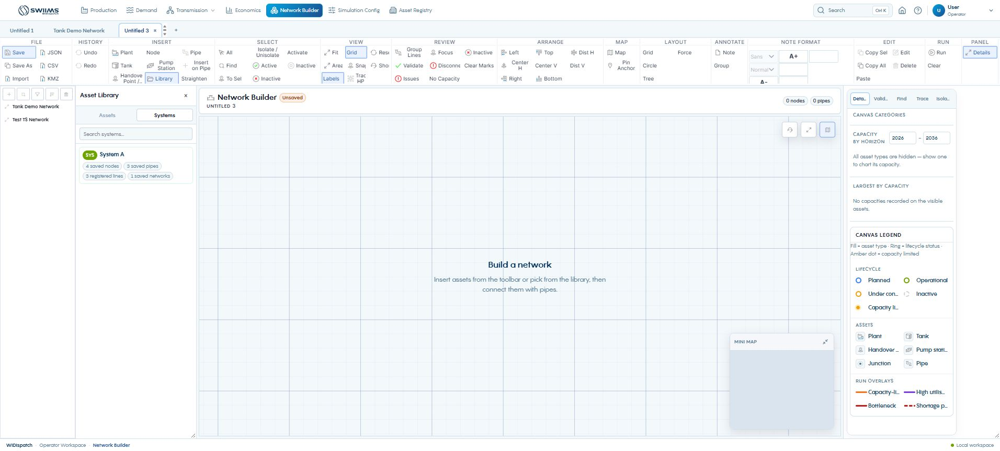 SWIIMS
WIDispatch
Production
Demand
Transmission
Economics
Network Builder
Simulation Config
Asset Registry
Search
Ctrl K
U
User
Operator
Untitled 1
Tank Demo Network
Untitled 3
×
+
FILE
HISTORY
INSERT
SELECT
VIEW
REVIEW
ARRANGE
MAP
LAYOUT
ANNOTATE
NOTE FORMAT
EDIT
RUN
PANEL
Save
JSON
Save As
CSV
Import
KMZ
Undo
Redo
Plant
Node
Pipe
Tank
Pump
Station
Insert
on Pipe
Handove
Point /..
Library
Straighten
All
Isolate /
Unisolate
Activate
Find
Active
Inactive
To Sel
Inactive
Fit
Grid
Rese
Area
Snap
Sho
Labels
Trac
HP
Group
Lines
Focus
Inactive
Validate
Disconne
Clear Marks
Issues
No Capacity
Left
Top
Dist H
Center
H
Center V
Dist V
Right
Bottom
Map
Pin
Anchor
Grid
Force
Circle
Tree
Note
Group
Sans
A+
Normal
A-
Copy Sel
Edit
Copy All
Delete
Paste
Run
Clear
Details
Tank Demo Network
Test TS Network
Asset Library
×
Assets
Systems
Search systems...
SYS
System A
4 saved nodes
3 saved pipes
3 registered lines
1 saved networks
Network Builder
Unsaved
UNTITLED 3
0 nodes
0 pipes
Build a network
Insert assets from the toolbar or pick from the library, then
connect them with pipes.
MINI MAP
Deta...
Valid...
Find
Trace
Isola...
CANVAS CATEGORIES
CAPACITY
BY HORIZON
2026
–
2036
All asset types are hidden — show one
to chart its capacity.
LARGEST BY CAPACITY
No capacities recorded on the visible
assets.
CANVAS LEGEND
Fill = asset type · Ring = lifecycle status ·
Amber dot = capacity limited
LIFECYCLE
Planned
Operational
Under con...
Inactive
Capacity li...
ASSETS
Plant
Tank
Handover ...
Pump stati...
Junction
Pipe
RUN OVERLAYS
Capacity-li...
High utilis...
Bottleneck
Shortage p...
WIDispatch · Operator Workspace · Network Builder
Local workspace